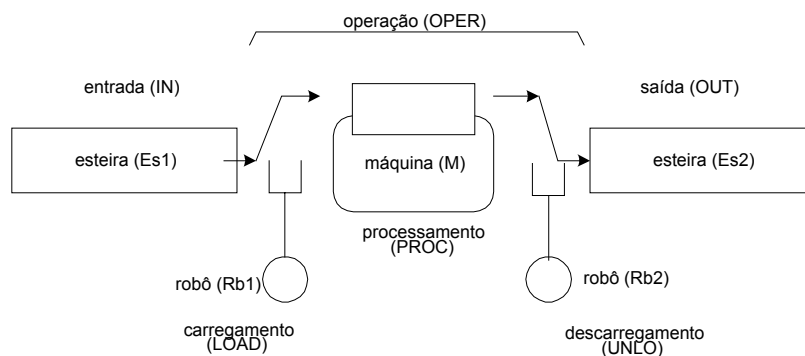 operação (OPER)
entrada (IN)
saída (OUT)
esteira (Es1)
máquina (M)
esteira (Es2)
processamento
(PROC)
robô (Rb1)
robô (Rb2)
carregamento
(LOAD)
descarregamento
(UNLO)